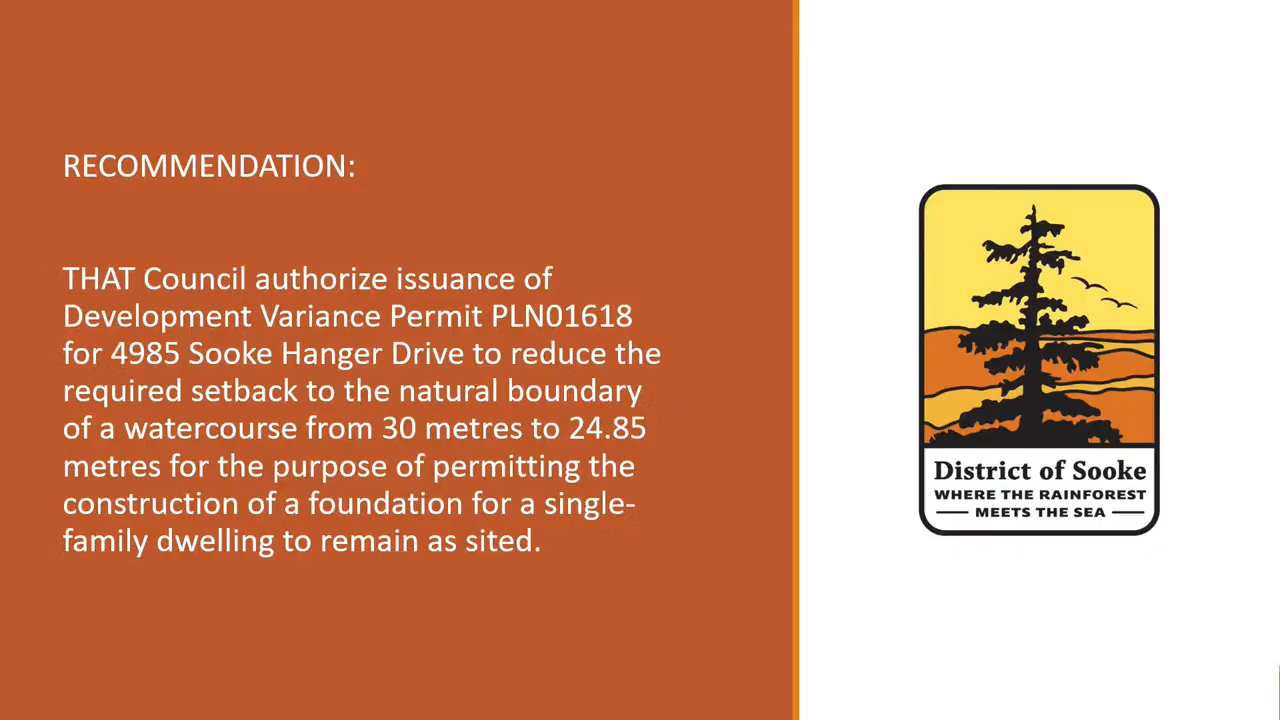 RECOMMENDATION:
THAT Council authorize issuance of
Development Variance Permit PLN01618
for 4985 Sooke Hanger Drive to reduce the
required setback to the natural boundary
of a watercourse from 30 metres to 24.85
metres for the purpose of permitting the
construction of a foundation for a single-
family dwelling to remain as sited.
District of Sooke
WHERE THE RAINFOREST
MEETS THE SEA